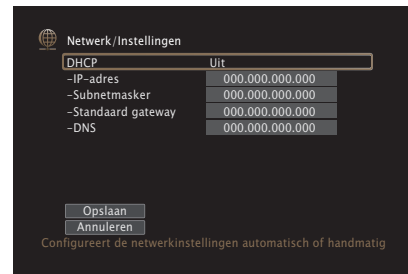 Netwerk/Instellingen
DHCP Uit
-IP-adres 000.000.000.000
-Subnetmasker 000.000.000.000
-Standaard gateway 000.000.000.000
-DNS 000.000.000.000
Opslaan
Annuleren
Configureert de netwerkinstellingen automatisch of handmatig